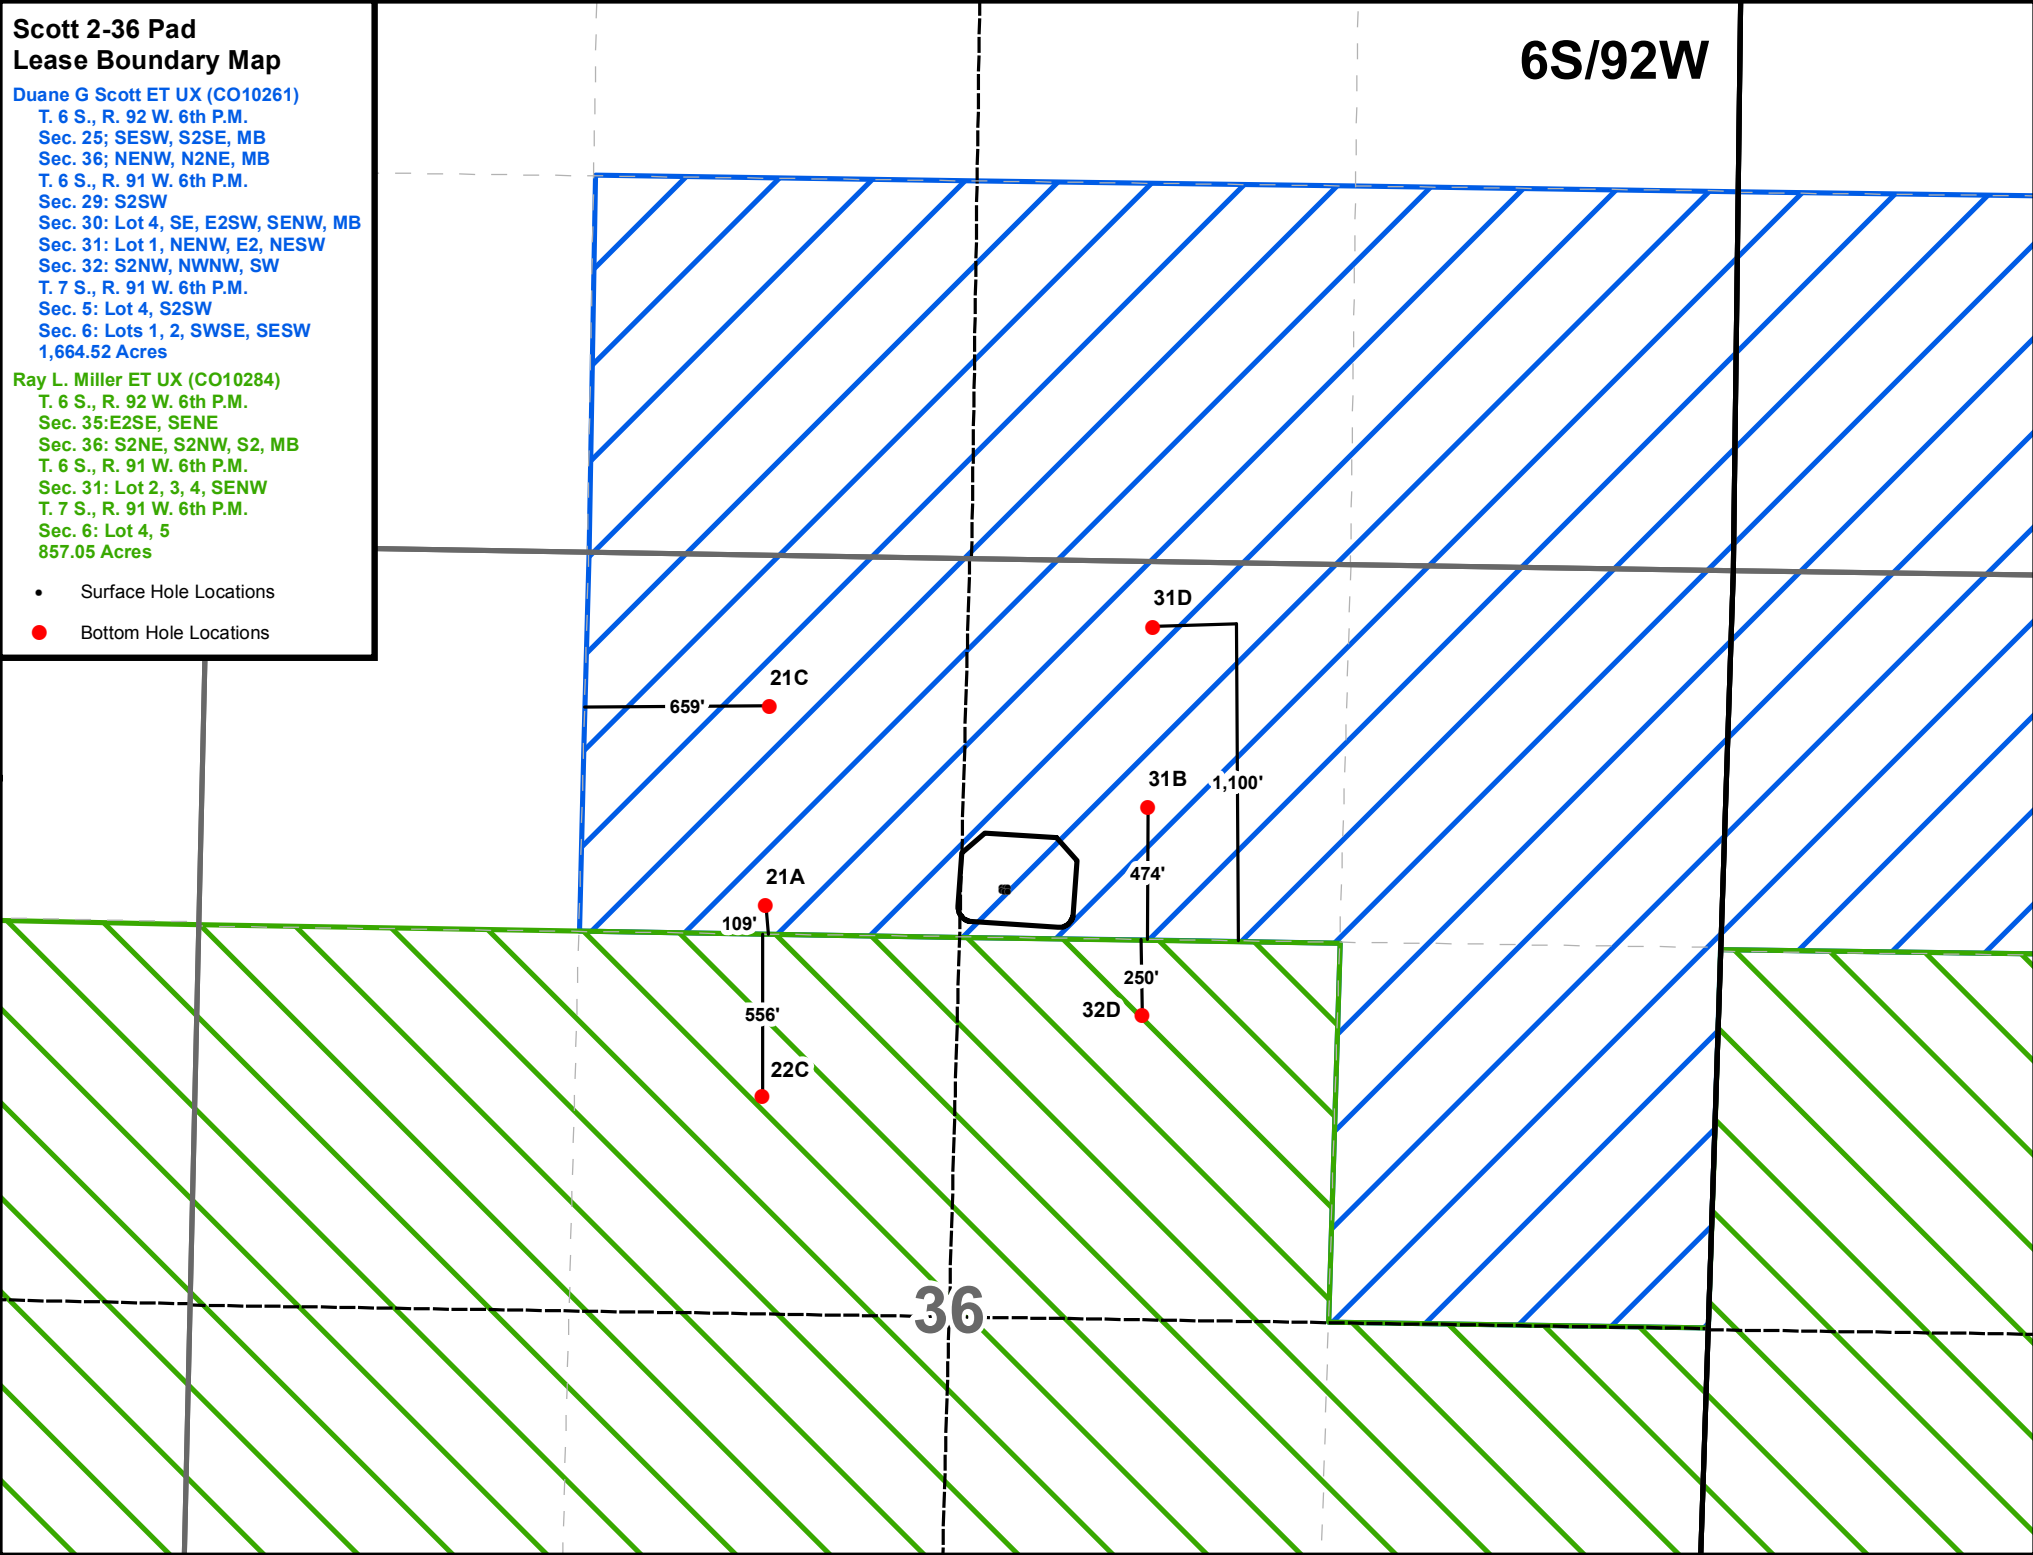 Scott 2-36 Pad
Lease Boundary Map
Duane G Scott ET UX (CO10261)
T. 6 S., R. 92 W. 6th P.M.
Sec. 25; SESW, S2SE, MB
Sec. 36; NENW, N2NE, MB
T. 6 S., R. 91 W. 6th P.M.
Sec. 29: S2SW
Sec. 30: Lot 4, SE, E2SW, SENW, MB
Sec. 31: Lot 1, NENW, E2, NESW
Sec. 32: S2NW, NWNW, SW
T. 7 S., R. 91 W. 6th P.M.
Sec. 5: Lot 4, S2SW
Sec. 6: Lots 1, 2, SWSE, SESW
1,664.52 Acres
Ray L. Miller ET UX (CO10284)
T. 6 S., R. 92 W. 6th P.M.
Sec. 35:E2SE, SENE
Sec. 36: S2NE, S2NW, S2, MB
T. 6 S., R. 91 W. 6th P.M.
Sec. 31: Lot 2, 3, 4, SENW
T. 7 S., R. 91 W. 6th P.M.
Sec. 6: Lot 4, 5
857.05 Acres
Surface Hole Locations
Bottom Hole Locations
6S/92W
31D
21C
659'
31B
1,100'
474'
21A
109'
250'
32D
556'
22C
36